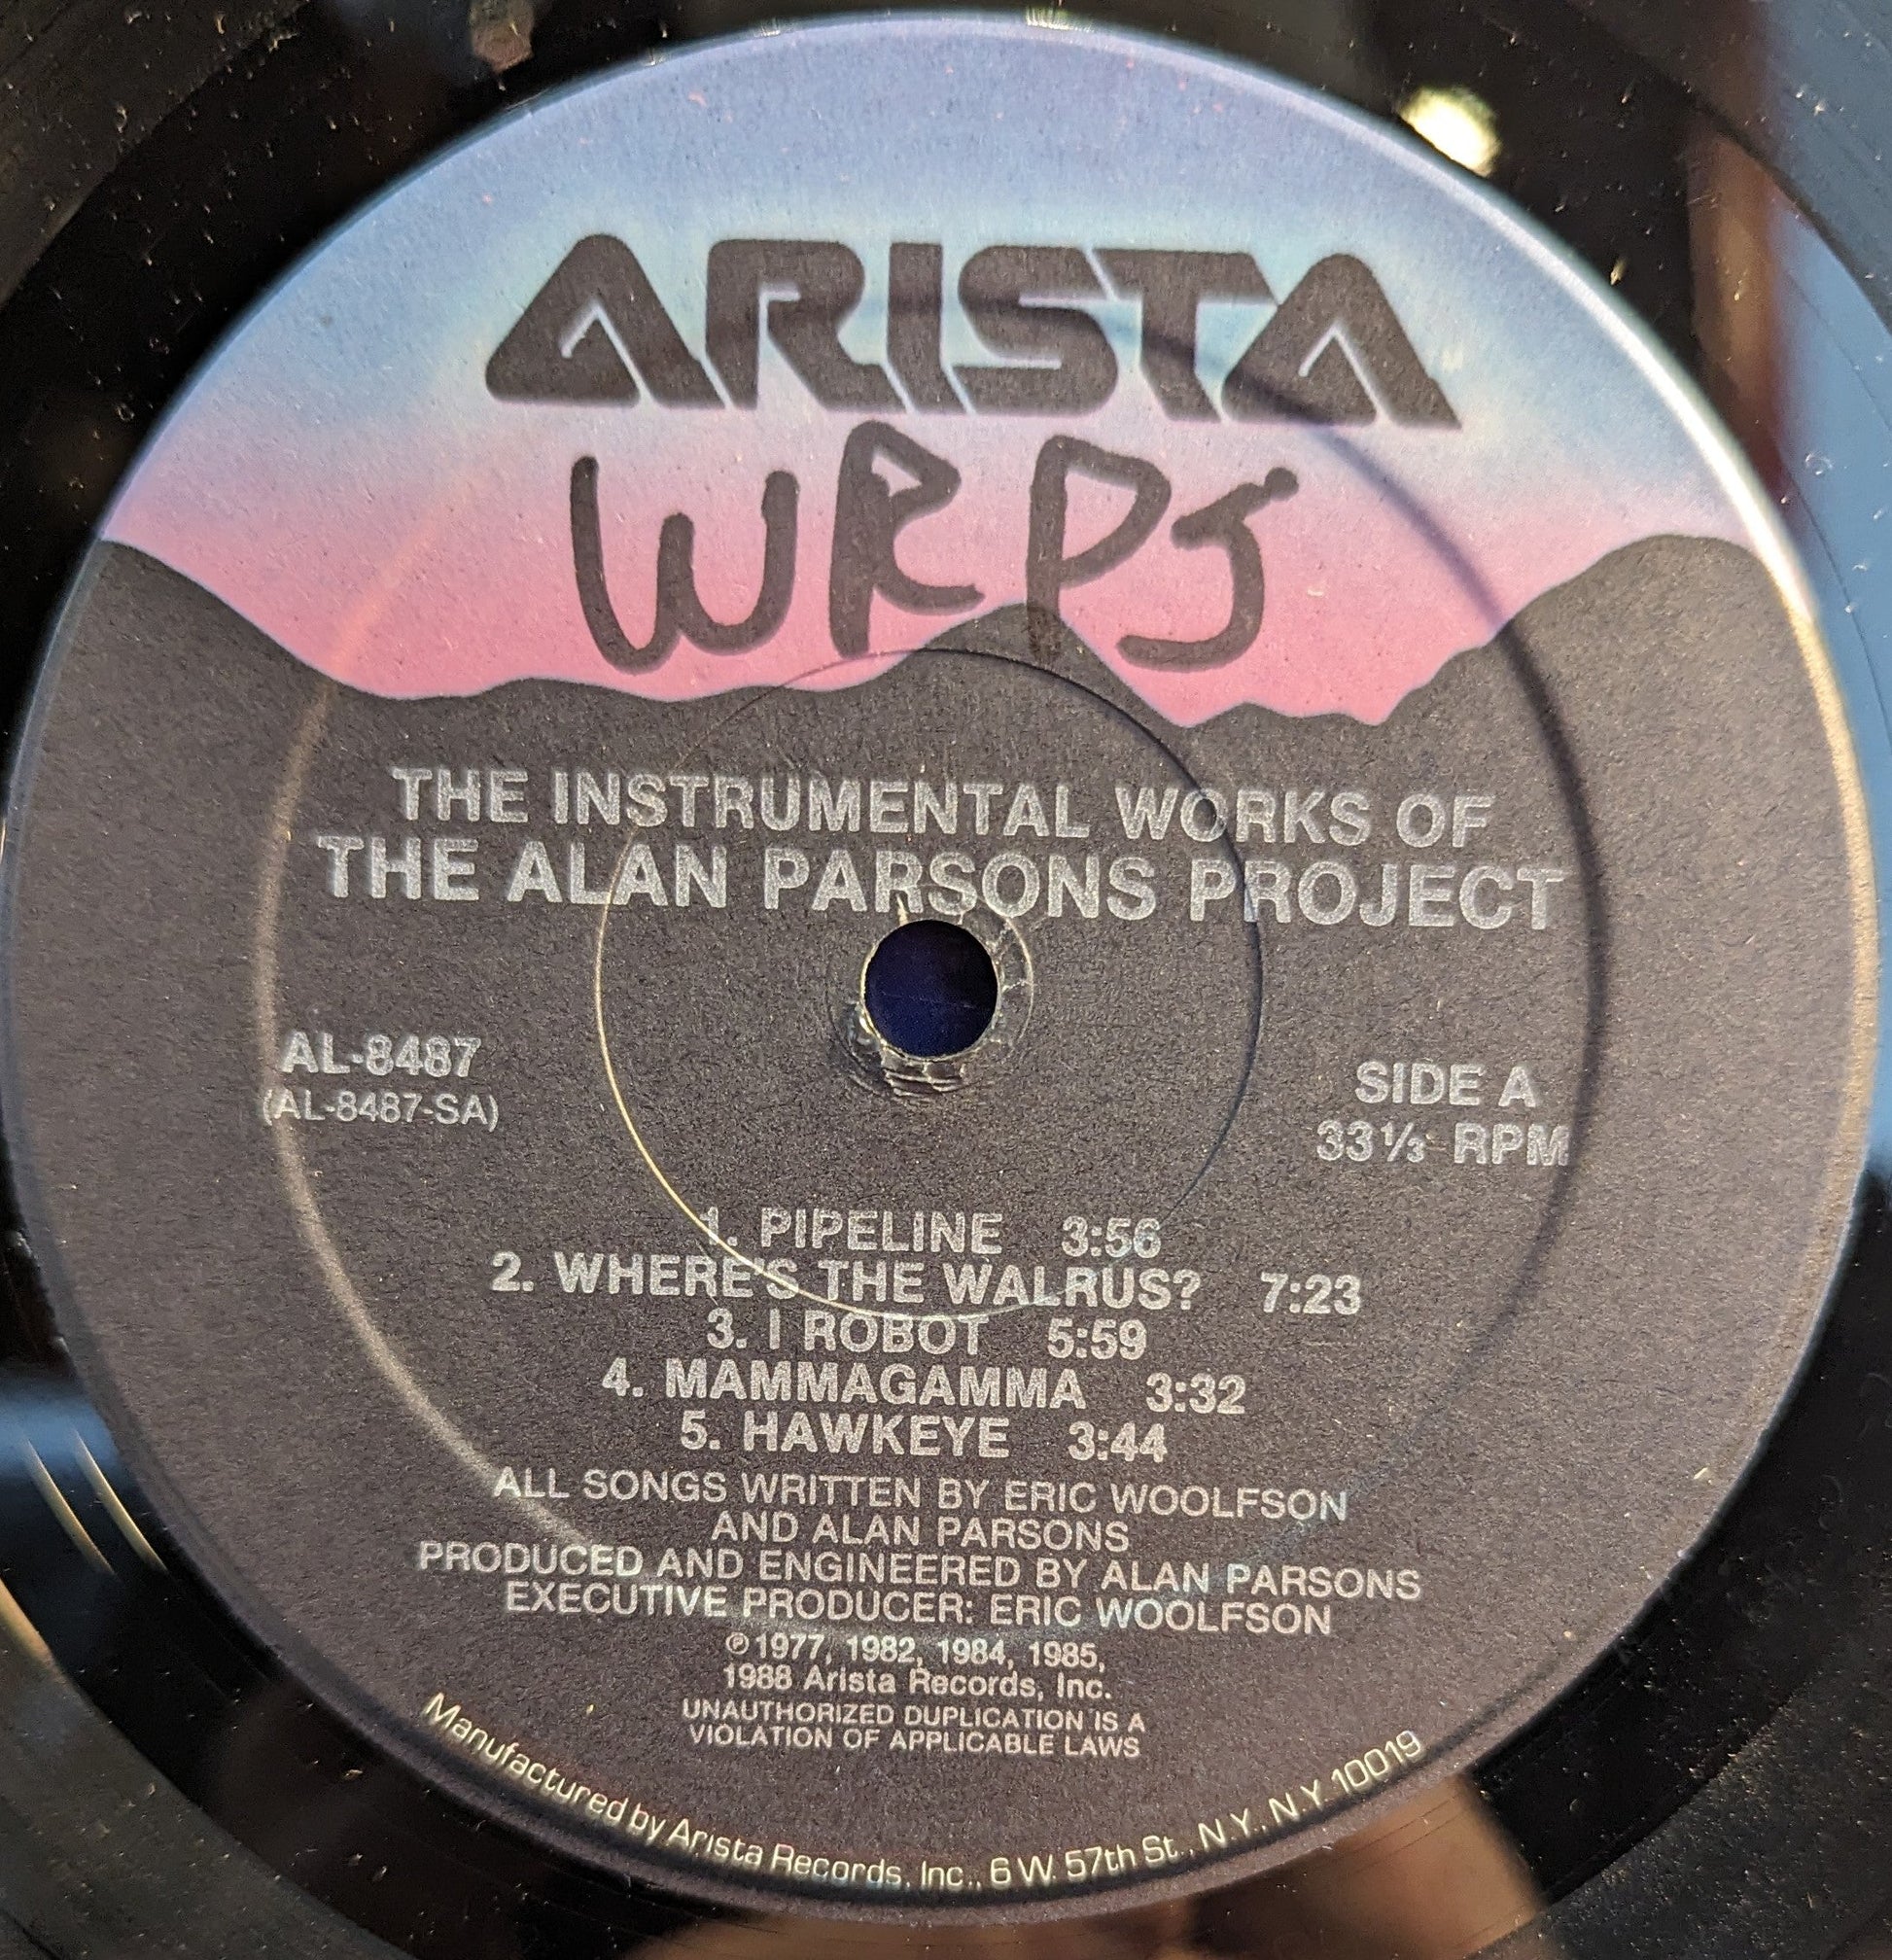 ARISTA
WRPJ
THE INSTRUMENTAL WORKS OF
THE ALAN PARSONS PROJECT
AL-8487
(AL-8487-SA)
SIDE A
33 1/3 RPM
1. PIPELINE 3:56
2. WHERE'S THE WALRUS? 7:23
3. I ROBOT 5:59
4. MAMMAGAMMA 3:32
5. HAWKEYE 3:44
ALL SONGS WRITTEN BY ERIC WOOLFSON
AND ALAN PARSONS
PRODUCED AND ENGINEERED BY ALAN PARSONS
EXECUTIVE PRODUCER: ERIC WOOLFSON
℗ 1977, 1982, 1984, 1985,
1988 Arista Records, Inc.
UNAUTHORIZED DUPLICATION IS A
VIOLATION OF APPLICABLE LAWS
Manufactured by Arista Records, Inc., 6 W. 57th St., N.Y., N.Y. 10019